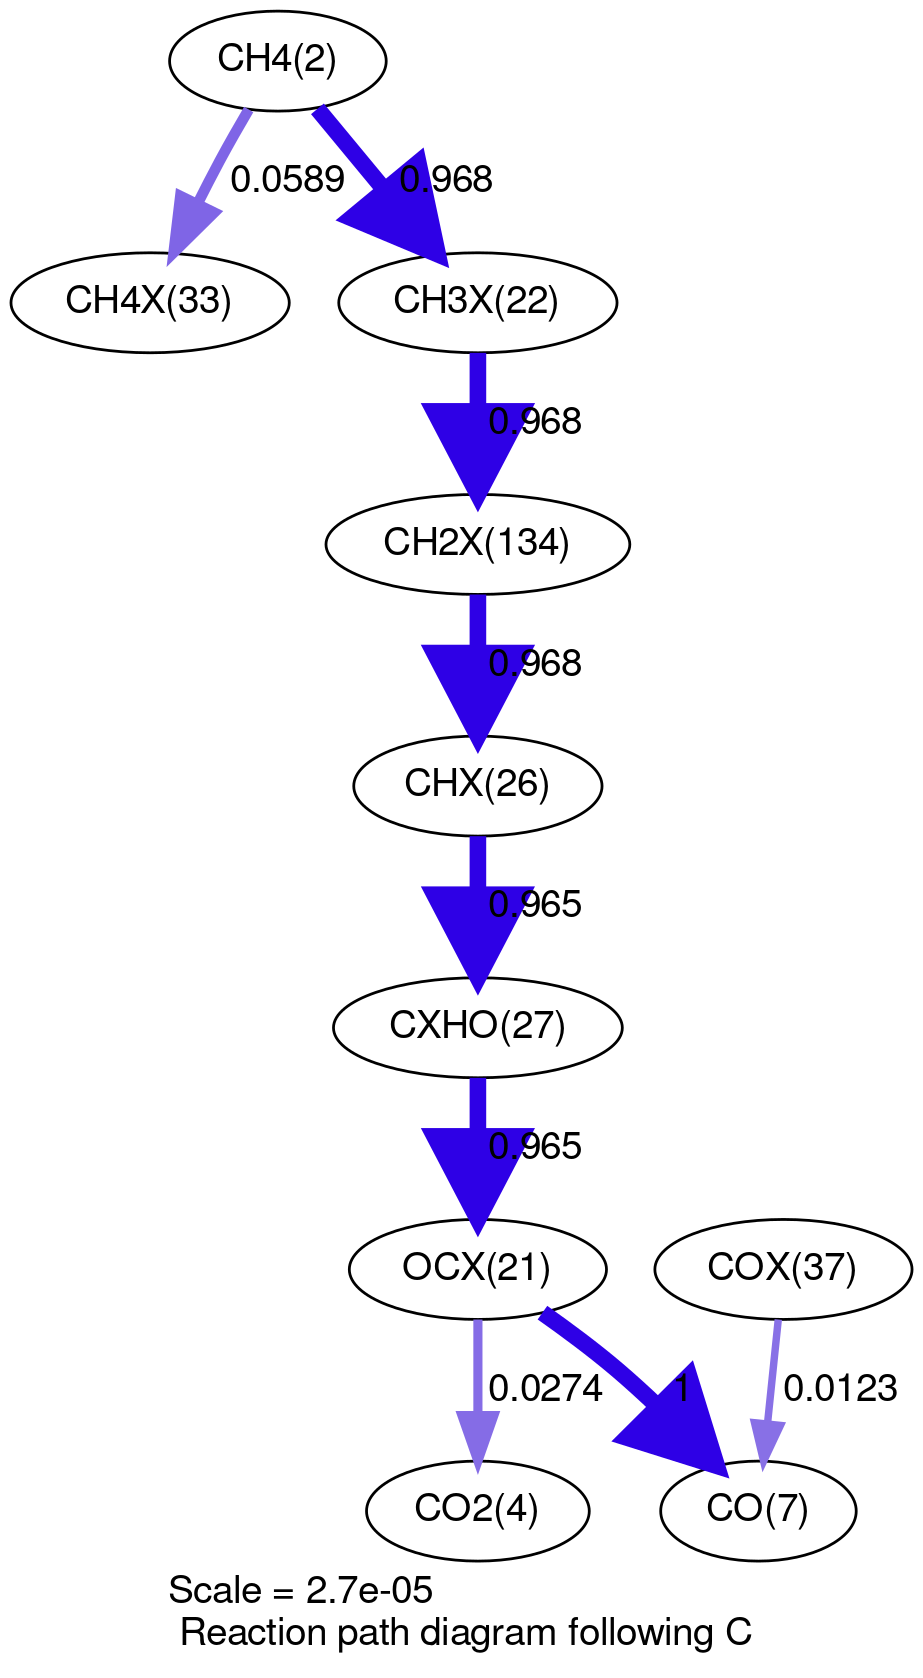 CH4(2)
0.0589
0.968
CH4X(33)
CH3X(22)
0.968
CH2X(134)
0.968
CHX(26)
0.965
CXHO(27)
0.965
OCX(21)
COX(37)
0.0274
1
0.0123
CO2(4)
CO(7)
Scale = 2.7e-05
Reaction path diagram following C